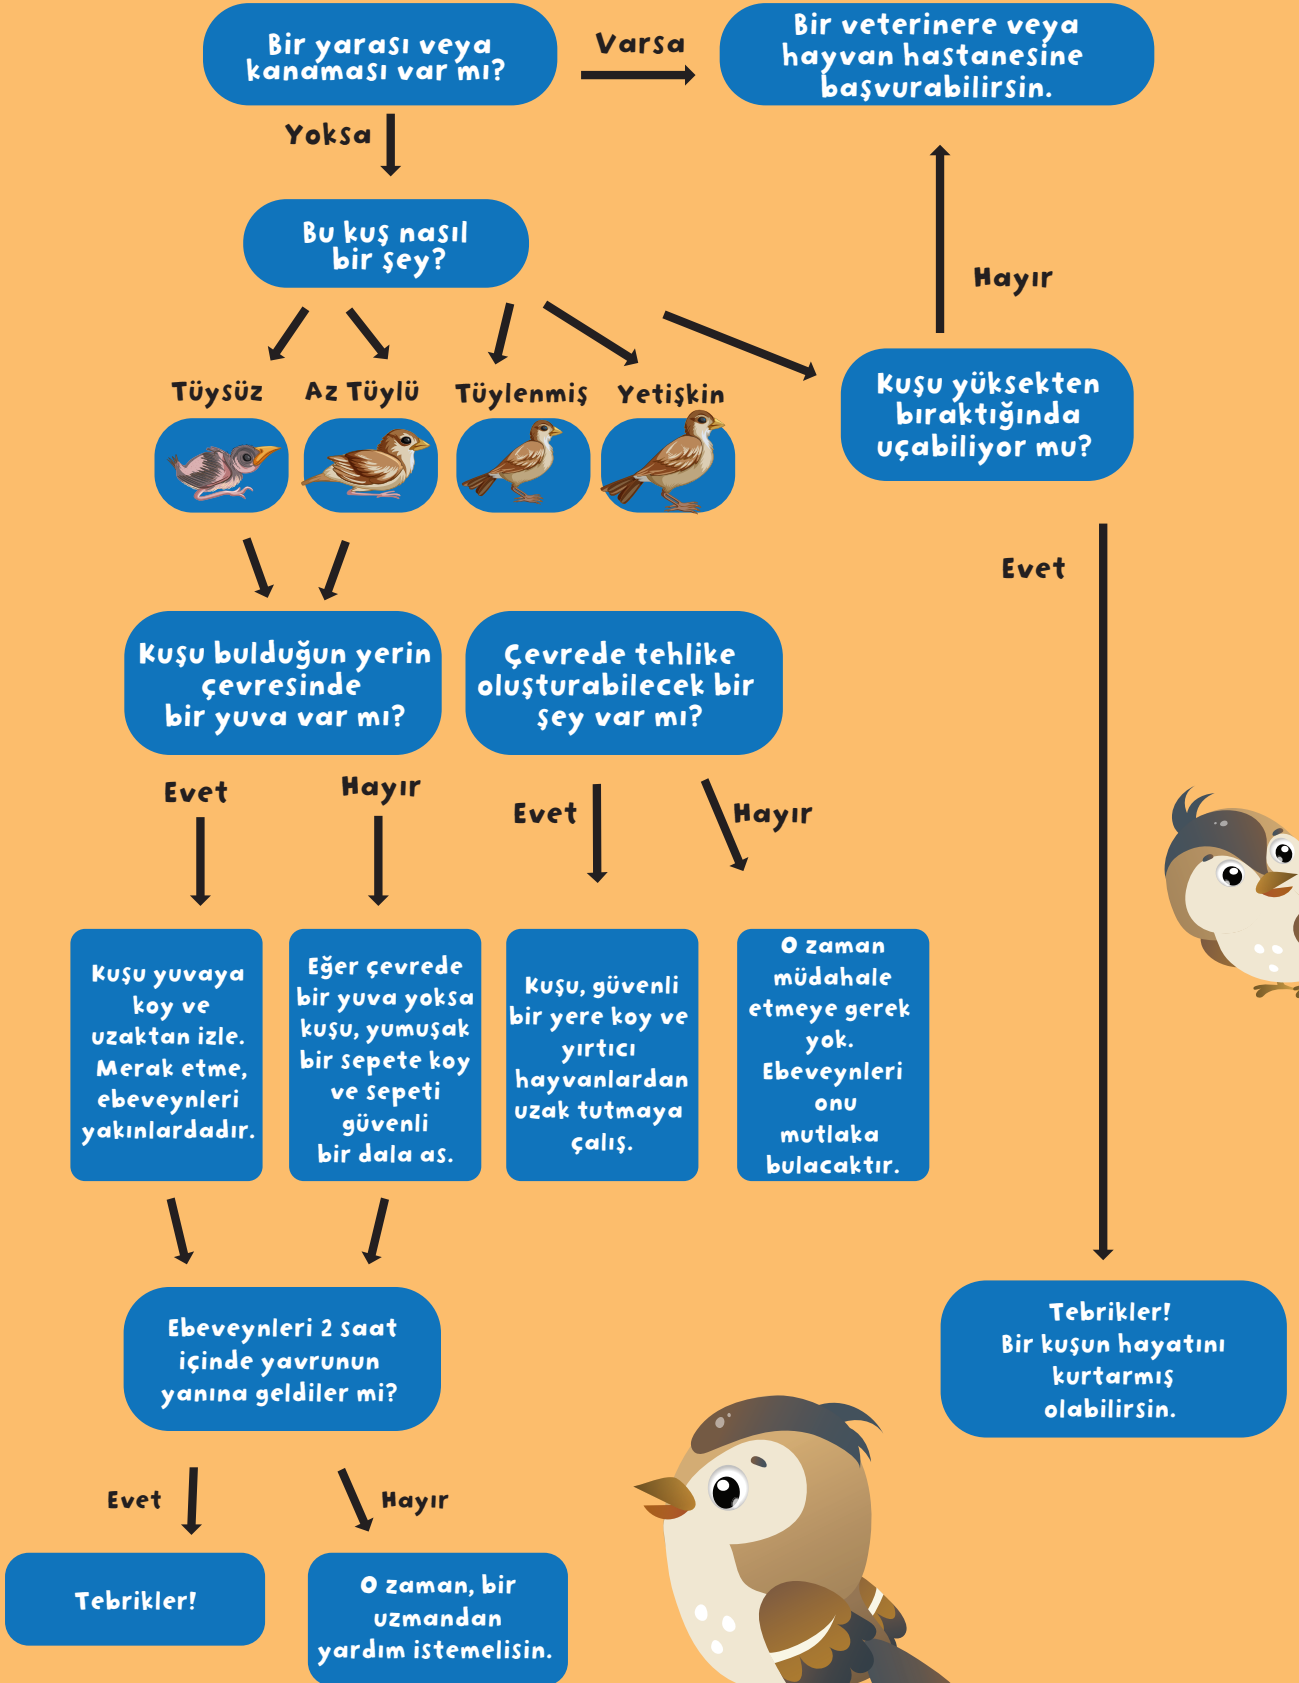 Bir yarası veya
kanaması var mı?
Varsa
Bir veterinere veya
hayvan hastanesine
başvurabilirsin.
Yoksa
Bu kuş nasıl
bir şey?
Hayır
Tüysüz
Az Tüylü
Tüylenmiş
Yetişkin
Kuşu yüksekten
bıraktığında
uçabiliyor mu?
Evet
Kuşu bulduğun yerin
çevresinde
bir yuva var mı?
Çevrede tehlike
oluşturabilecek bir
şey var mı?
Evet
Hayır
Evet
Hayır
Kuşu yuvaya
koy ve
uzaktan izle.
Merak etme,
ebeveynleri
yakınlardadır.
Eğer çevrede
bir yuva yoksa
kuşu, yumuşak
bir sepete koy
ve sepeti
güvenli
bir dala as.
Kuşu, güvenli
bir yere koy ve
yırtıcı
hayvanlardan
uzak tutmaya
çalış.
O zaman
müdahale
etmeye gerek
yok.
Ebeveynleri
onu
mutlaka
bulacaktır.
Ebeveynleri 2 saat
içinde yavrunun
yanına geldiler mi?
Tebrikler!
Bir kuşun hayatını
kurtarmış
olabilirsin.
Evet
Hayır
Tebrikler!
O zaman, bir
uzmandan
yardım istemelisin.